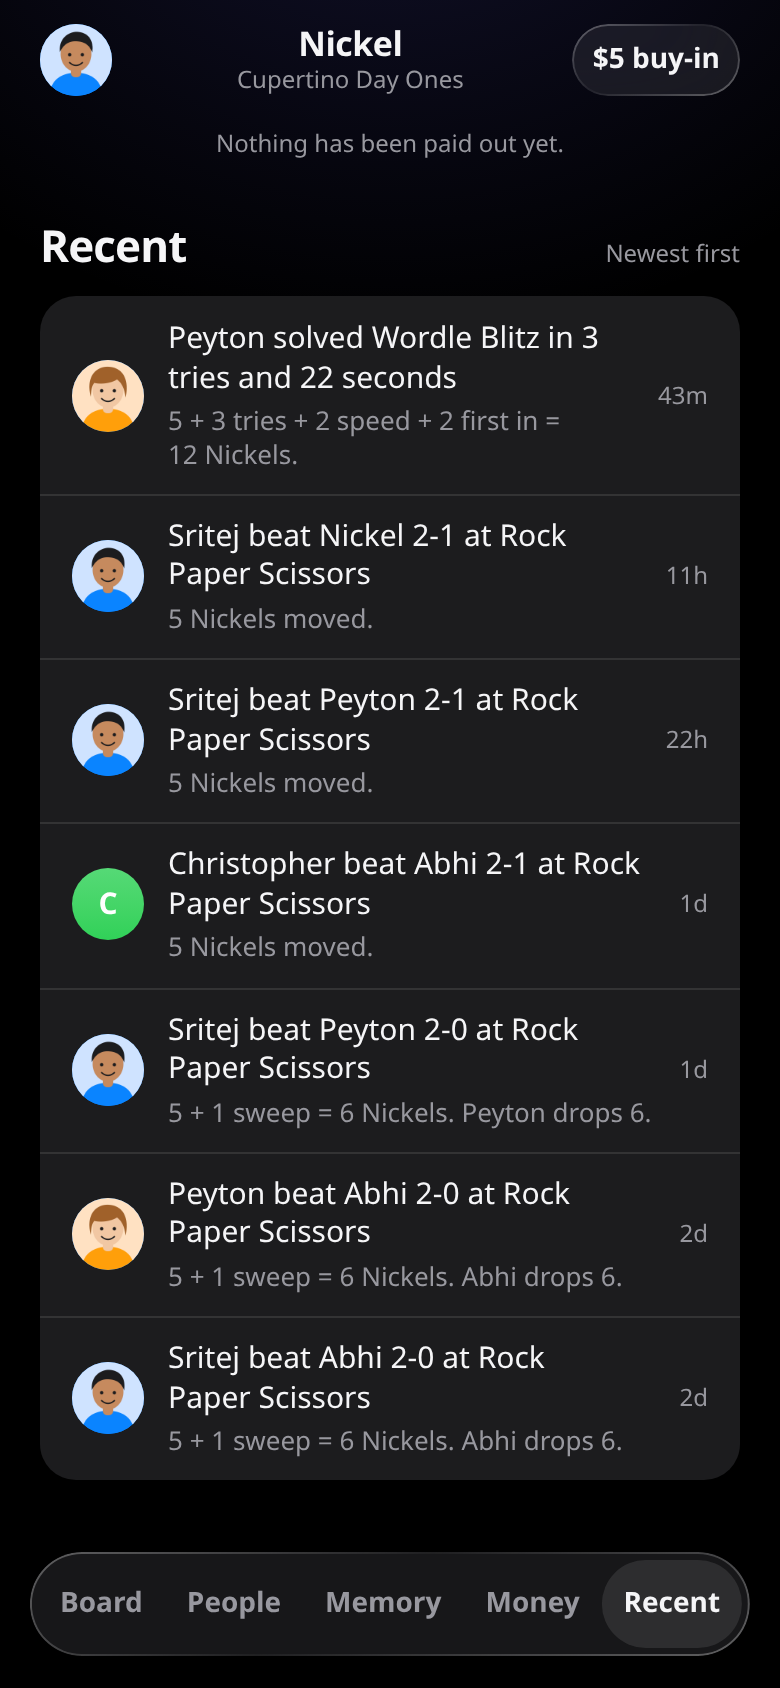 Nickel
Cupertino Day Ones
$5 buy-in
Nothing has been paid out yet.
Recent
Newest first
Peyton solved Wordle Blitz in 3
tries and 22 seconds
5 + 3 tries + 2 speed + 2 first in =
12 Nickels.
43m
Sritej beat Nickel 2-1 at Rock
Paper Scissors
5 Nickels moved.
11h
Sritej beat Peyton 2-1 at Rock
Paper Scissors
5 Nickels moved.
22h
C
Christopher beat Abhi 2-1 at Rock
Paper Scissors
5 Nickels moved.
1d
Sritej beat Peyton 2-0 at Rock
Paper Scissors
5 + 1 sweep = 6 Nickels. Peyton drops 6.
1d
Peyton beat Abhi 2-0 at Rock
Paper Scissors
5 + 1 sweep = 6 Nickels. Abhi drops 6.
2d
Sritej beat Abhi 2-0 at Rock
Paper Scissors
5 + 1 sweep = 6 Nickels. Abhi drops 6.
2d
Board
People
Memory
Money
Recent